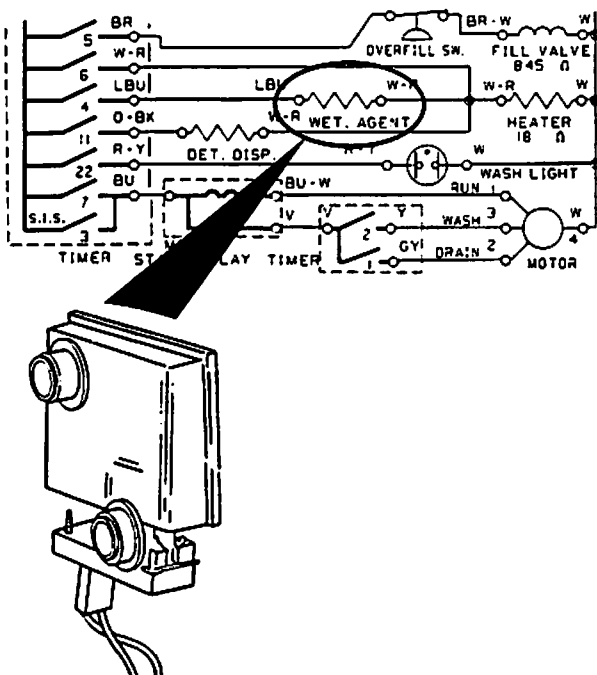 BR BR-W W
5 OVERFILL SW. FILL VALVE
W-R 845 Ω
6
LBU LBU W-R W-R W
4 WET. AGENT HEATER
O-BK W-R 18 Ω
11 DET. DISP.
R-Y R-Y W
22 WASH LIGHT
BU BU-W RUN 1
7
S.I.S. V V Y WASH 3 W
3 2 4
GY DRAIN 2
1 MOTOR
TIMER TIMER